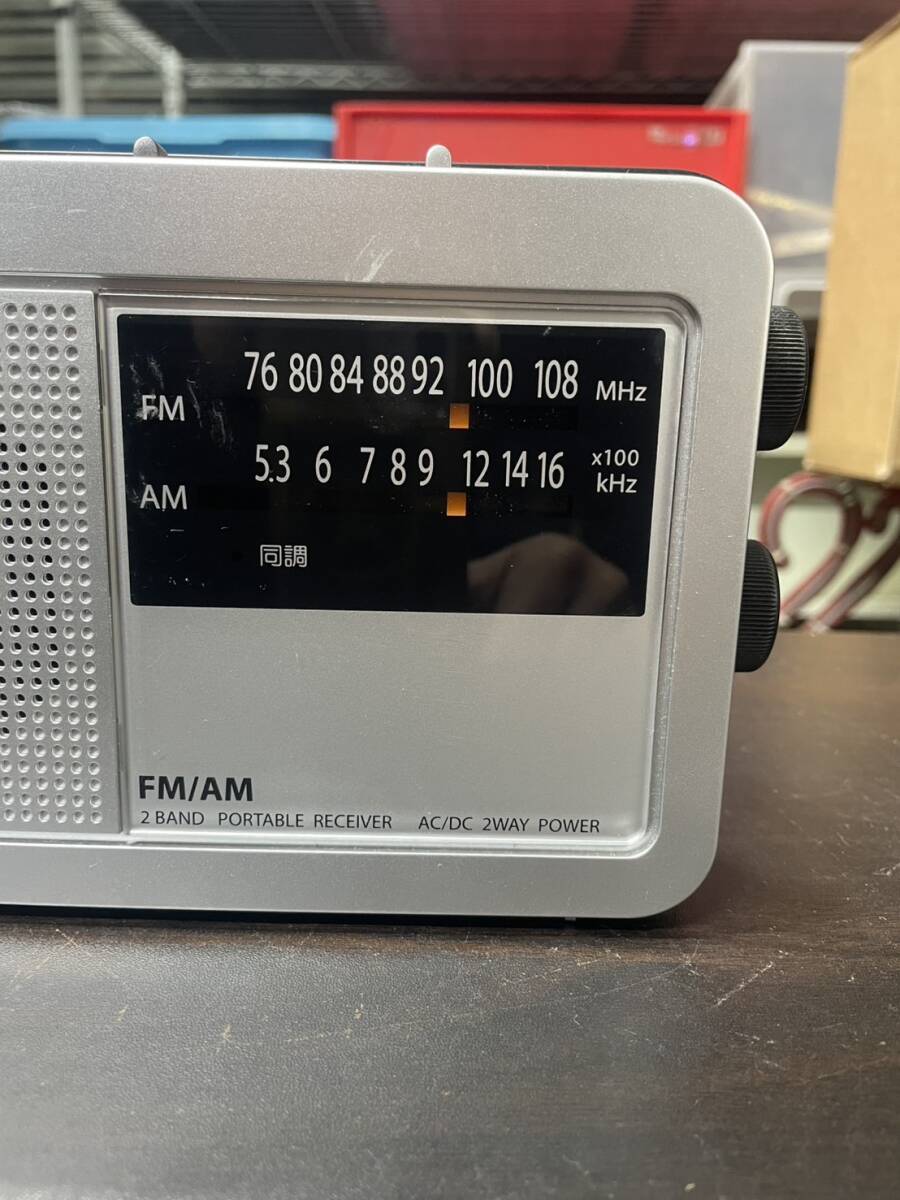 76 80 84 88 92 100 108 MHz
FM
5.3 6 7 8 9 12 14 16 x100 kHz
AM
同調
FM/AM
2 BAND PORTABLE RECEIVER AC/DC 2WAY POWER